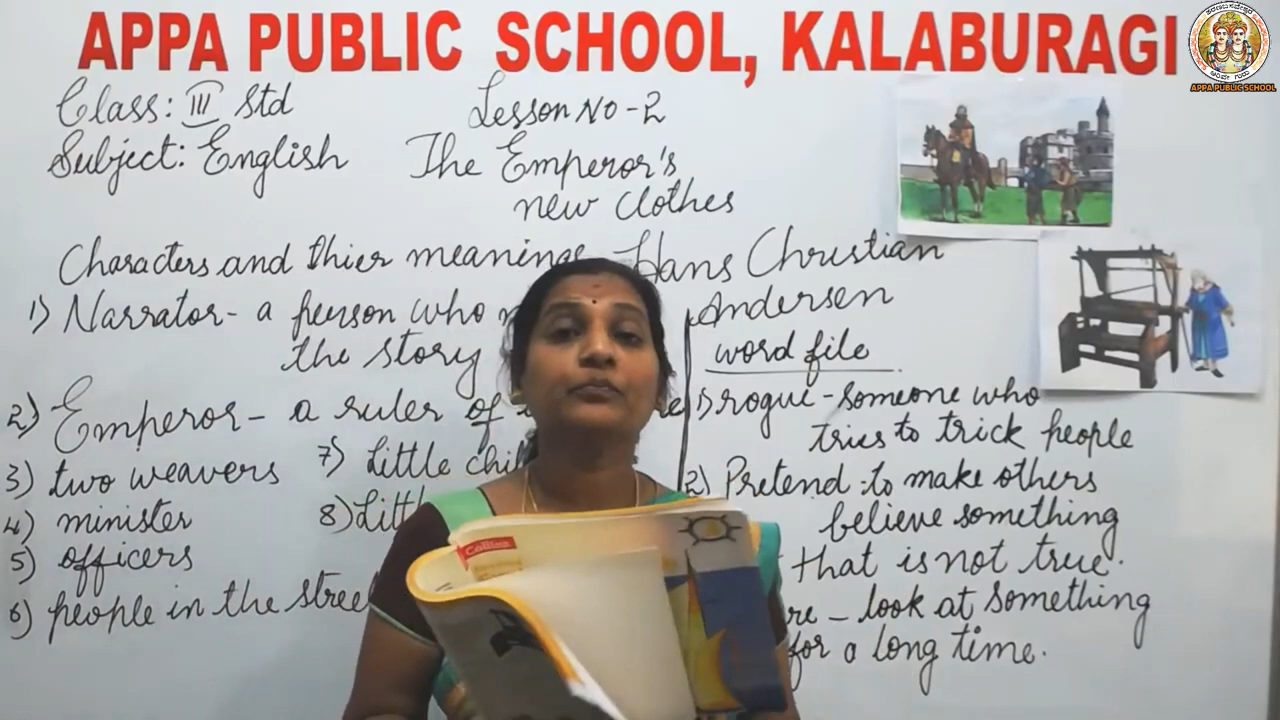 APPA PUBLIC SCHOOL, KALABURAGI
APPA PUBLIC SCHOOL
Class: III Std
Lesson No - 2
Subject: English
The Emperor's
new clothes
Characters and thier meanings
- Hans Christian
Andersen
1) Narrator - a person who
the story
2) Emperor - a ruler of
3) two weavers
4) minister
5) officers
6) people in the stree
7) Little chil
8) Litt
word file
1) rogue - someone who
tries to trick people
2) Pretend - to make others
believe something
that is not true.
re - look at something
for a long time.
Collins